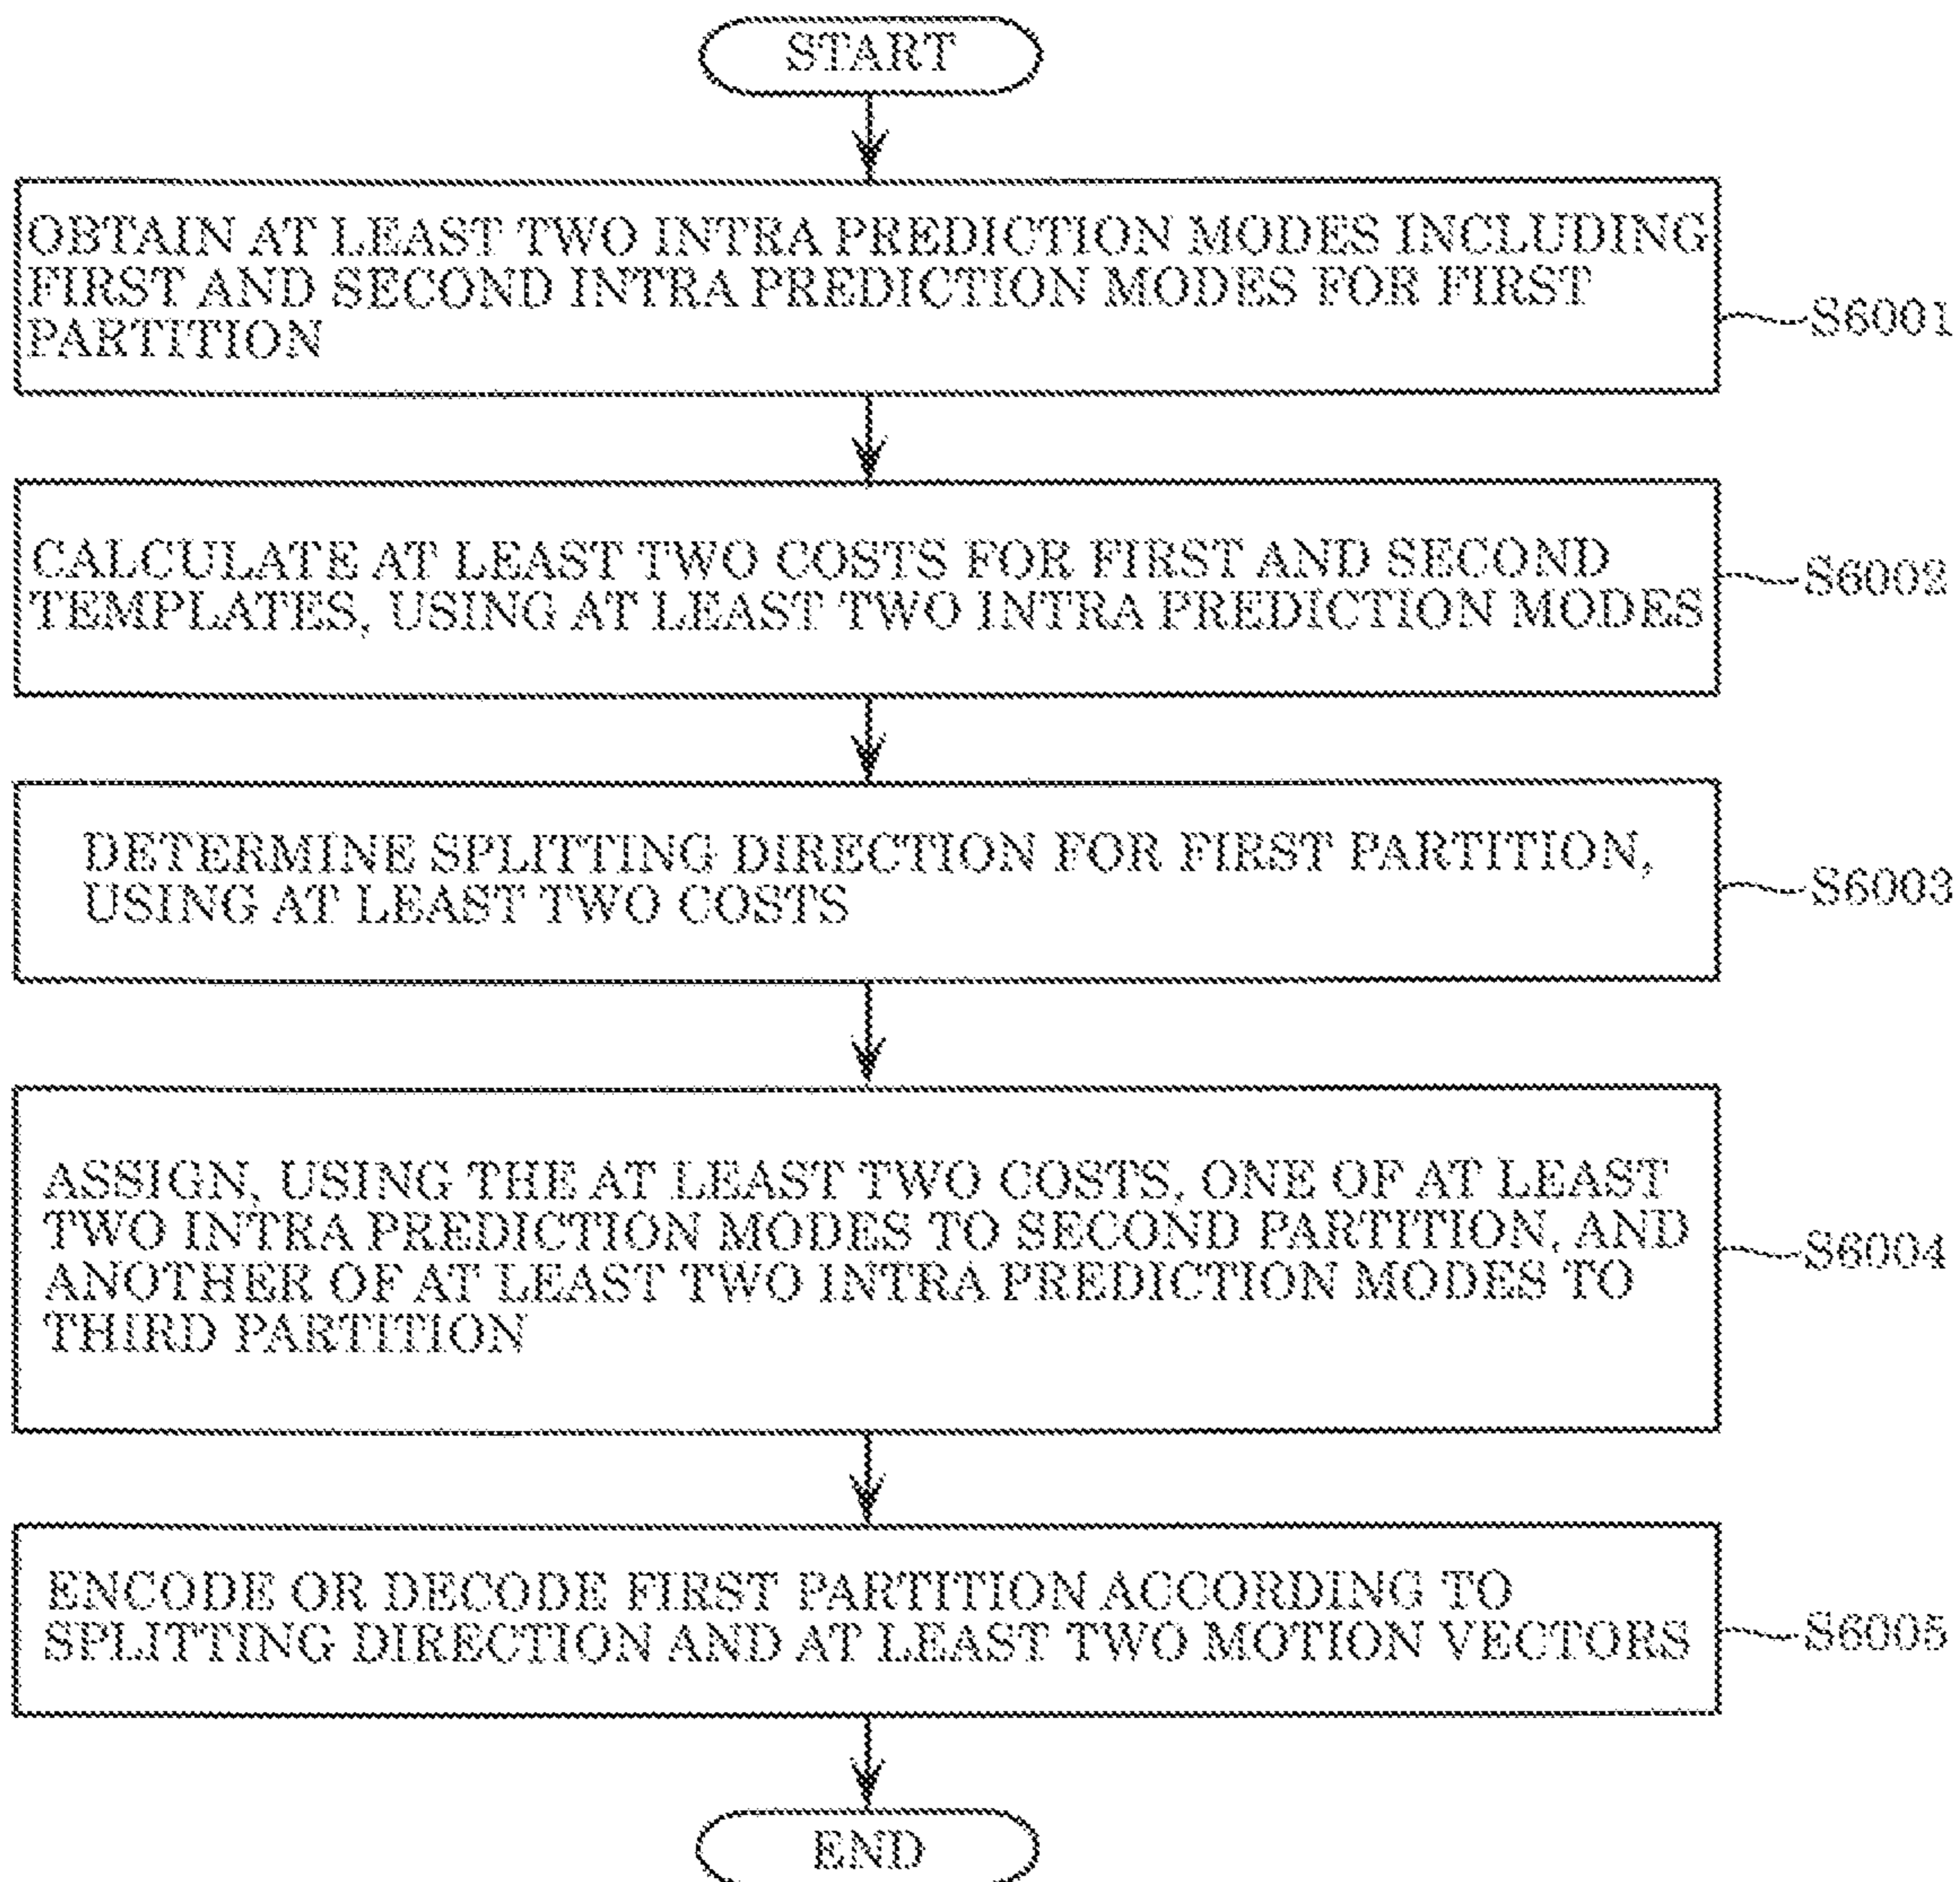 START
OBTAIN AT LEAST TWO INTRA PREDICTION MODES INCLUDING
FIRST AND SECOND INTRA PREDICTION MODES FOR FIRST
PARTITION
S6001
CALCULATE AT LEAST TWO COSTS FOR FIRST AND SECOND
TEMPLATES, USING AT LEAST TWO INTRA PREDICTION MODES
S6002
DETERMINE SPLITTING DIRECTION FOR FIRST PARTITION,
USING AT LEAST TWO COSTS
S6003
ASSIGN, USING THE AT LEAST TWO COSTS, ONE OF AT LEAST
TWO INTRA PREDICTION MODES TO SECOND PARTITION, AND
ANOTHER OF AT LEAST TWO INTRA PREDICTION MODES TO
THIRD PARTITION
S6004
ENCODE OR DECODE FIRST PARTITION ACCORDING TO
SPLITTING DIRECTION AND AT LEAST TWO MOTION VECTORS
S6005
END